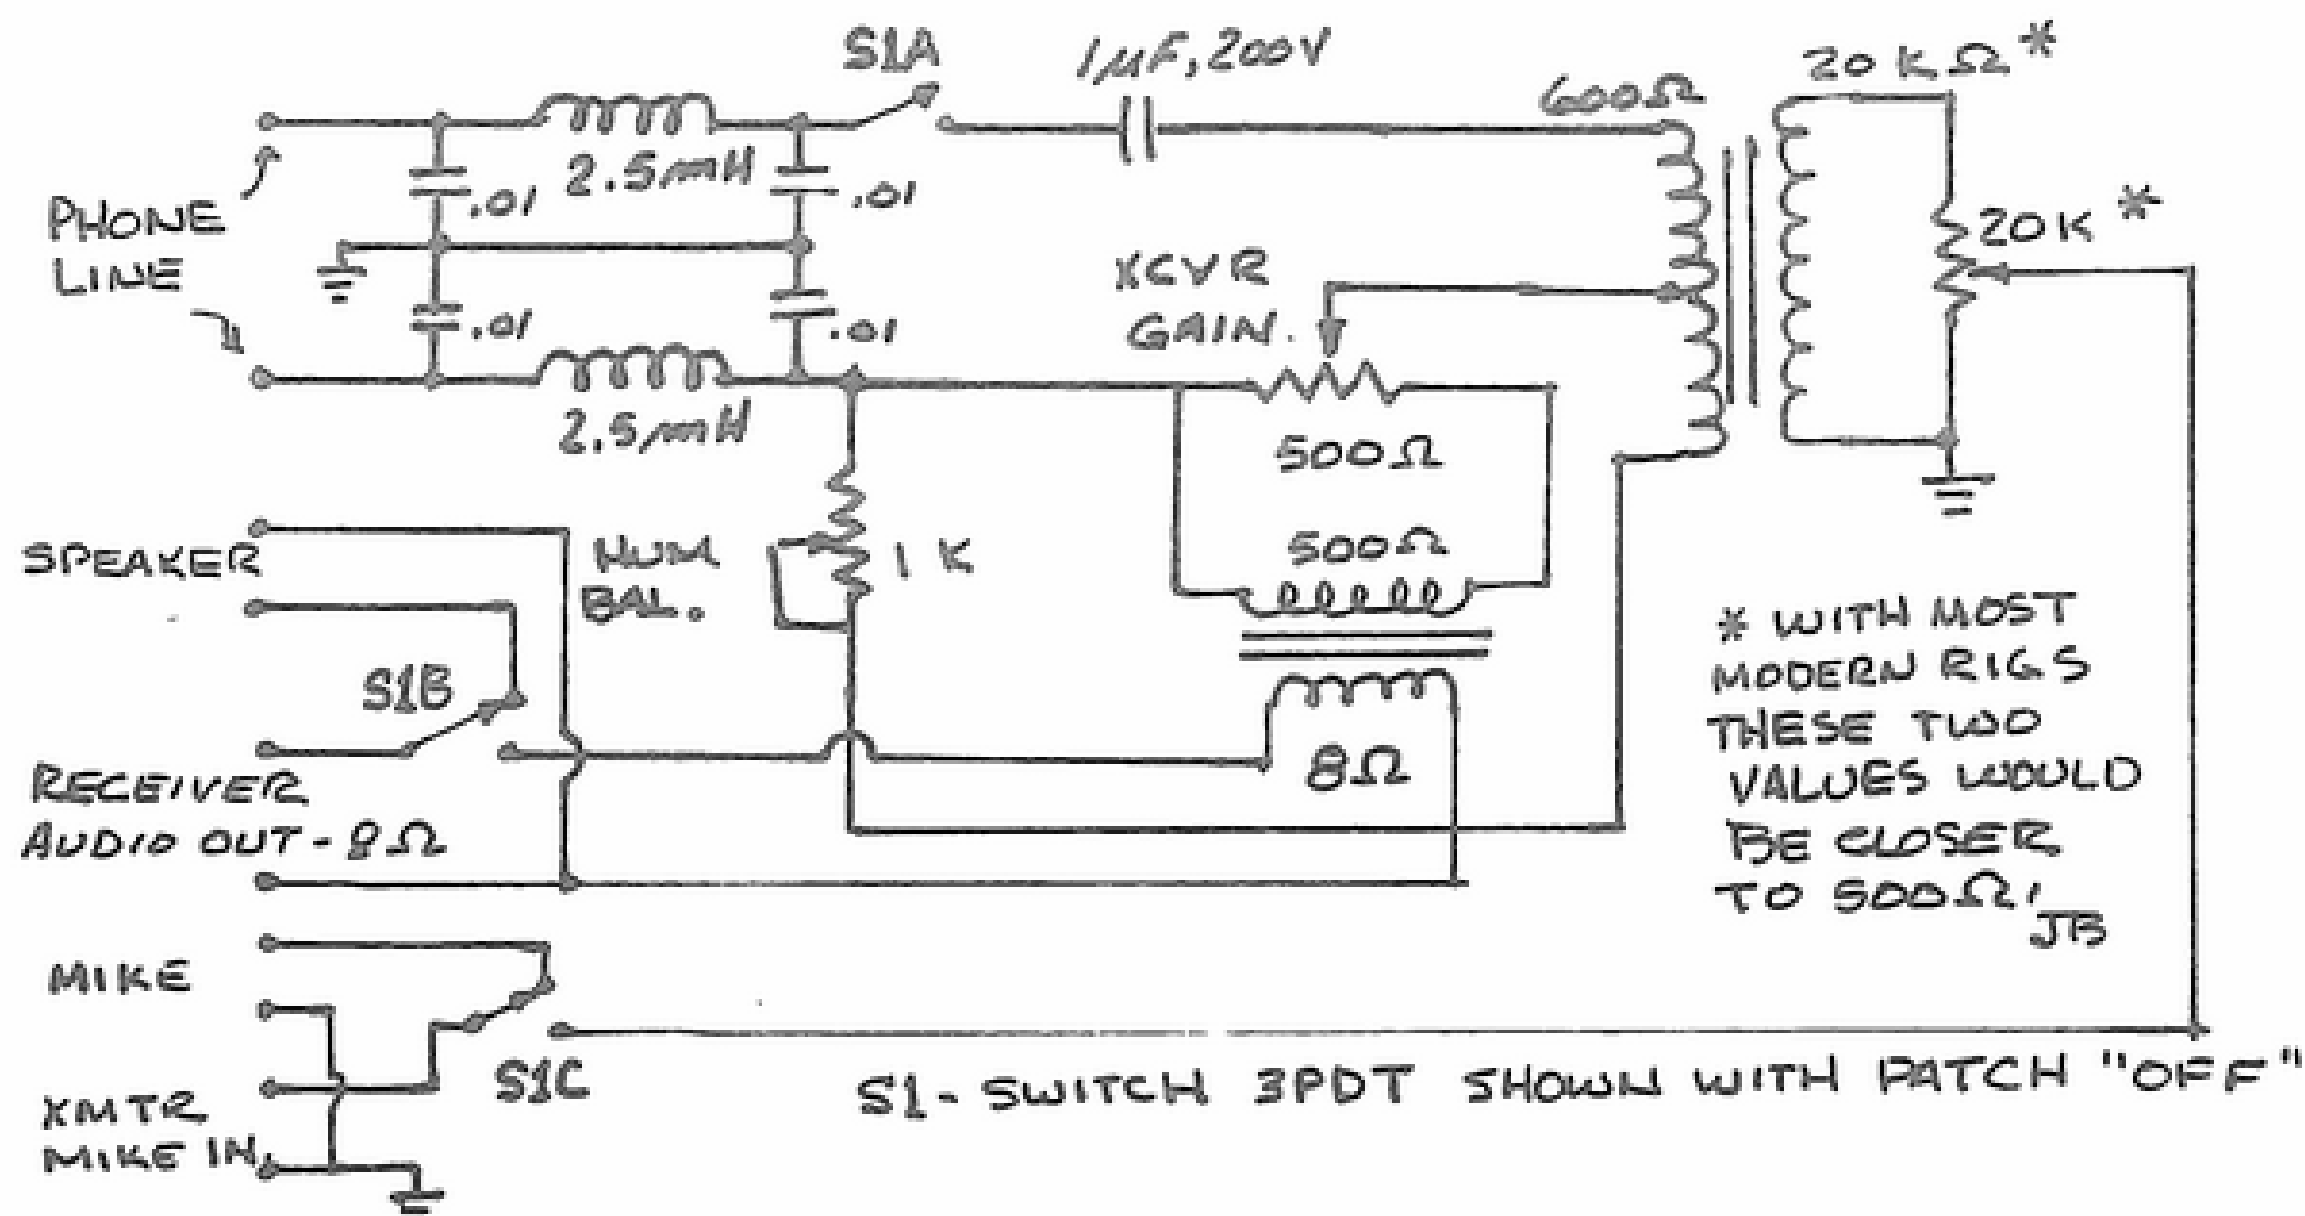 S1A
1µF, 200V
600Ω
20KΩ*
2.5mH
.01
.01
PHONE
LINE
20K *
XCVR
GAIN.
.01
.01
2.5mH
500Ω
SPEAKER
HUM
BAL.
1K
500Ω
* WITH MOST
MODERN RIGS
THESE TWO
VALUES WOULD
BE CLOSER
TO 500Ω,
JB
S1B
8Ω
RECEIVER
AUDIO OUT - 8Ω
MIKE
S1C
S1 - SWITCH 3PDT SHOWN WITH PATCH "OFF"
XMTR
MIKE IN